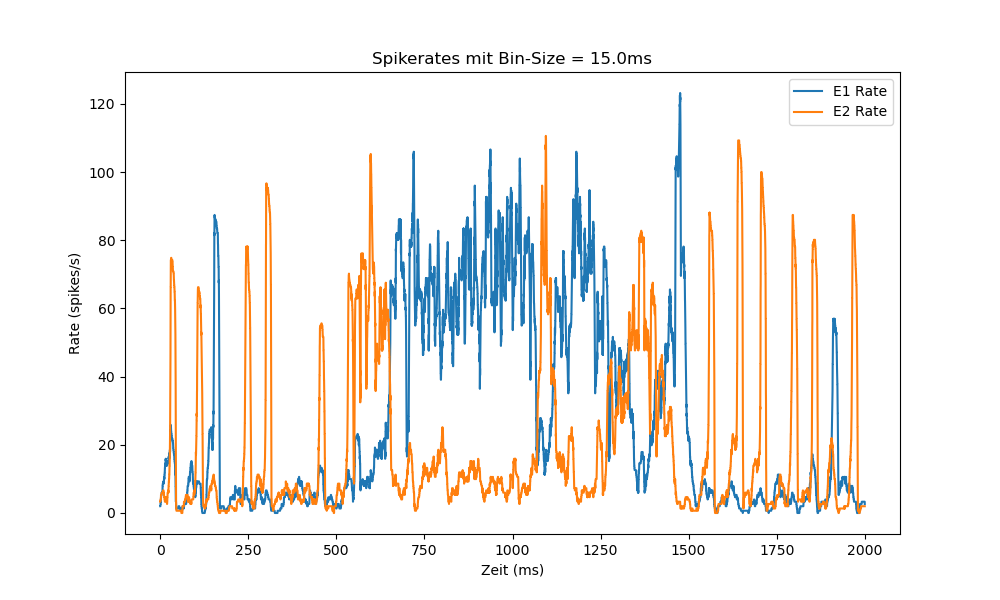 Spikerates mit Bin-Size = 15.0ms
E1 Rate
E2 Rate
120
100
80
60
40
20
0
Rate (spikes/s)
0 250 500 750 1000 1250 1500 1750 2000
Zeit (ms)